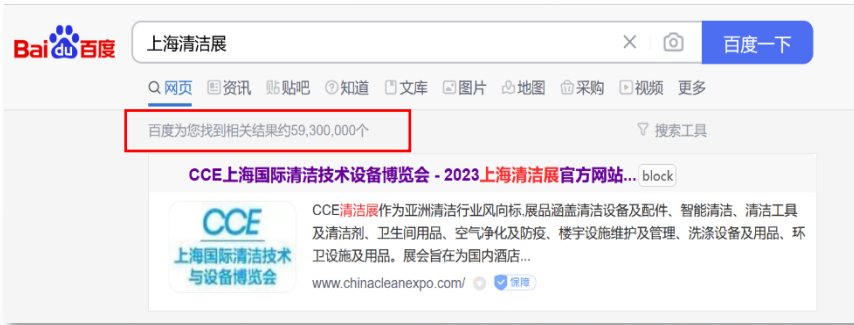 Bai du 百度 上海清洁展 百度一下
网页 资讯 贴吧 知道 文库 图片 地图 采购 视频 更多
百度为您找到相关结果约59,300,000个 搜索工具
CCE上海国际清洁技术设备博览会 - 2023上海清洁展官方网站... block
CCE
上海国际清洁技术
与设备博览会
CCE清洁展作为亚洲清洁行业风向标,展品涵盖清洁设备及配件、智能清洁、清洁工具
及清洁剂、卫生间用品、空气净化及防疫、楼宇设施维护及管理、洗涤设备及用品、环
卫设施及用品。展会旨在为国内酒店...
www.chinacleanexpo.com/ 保障